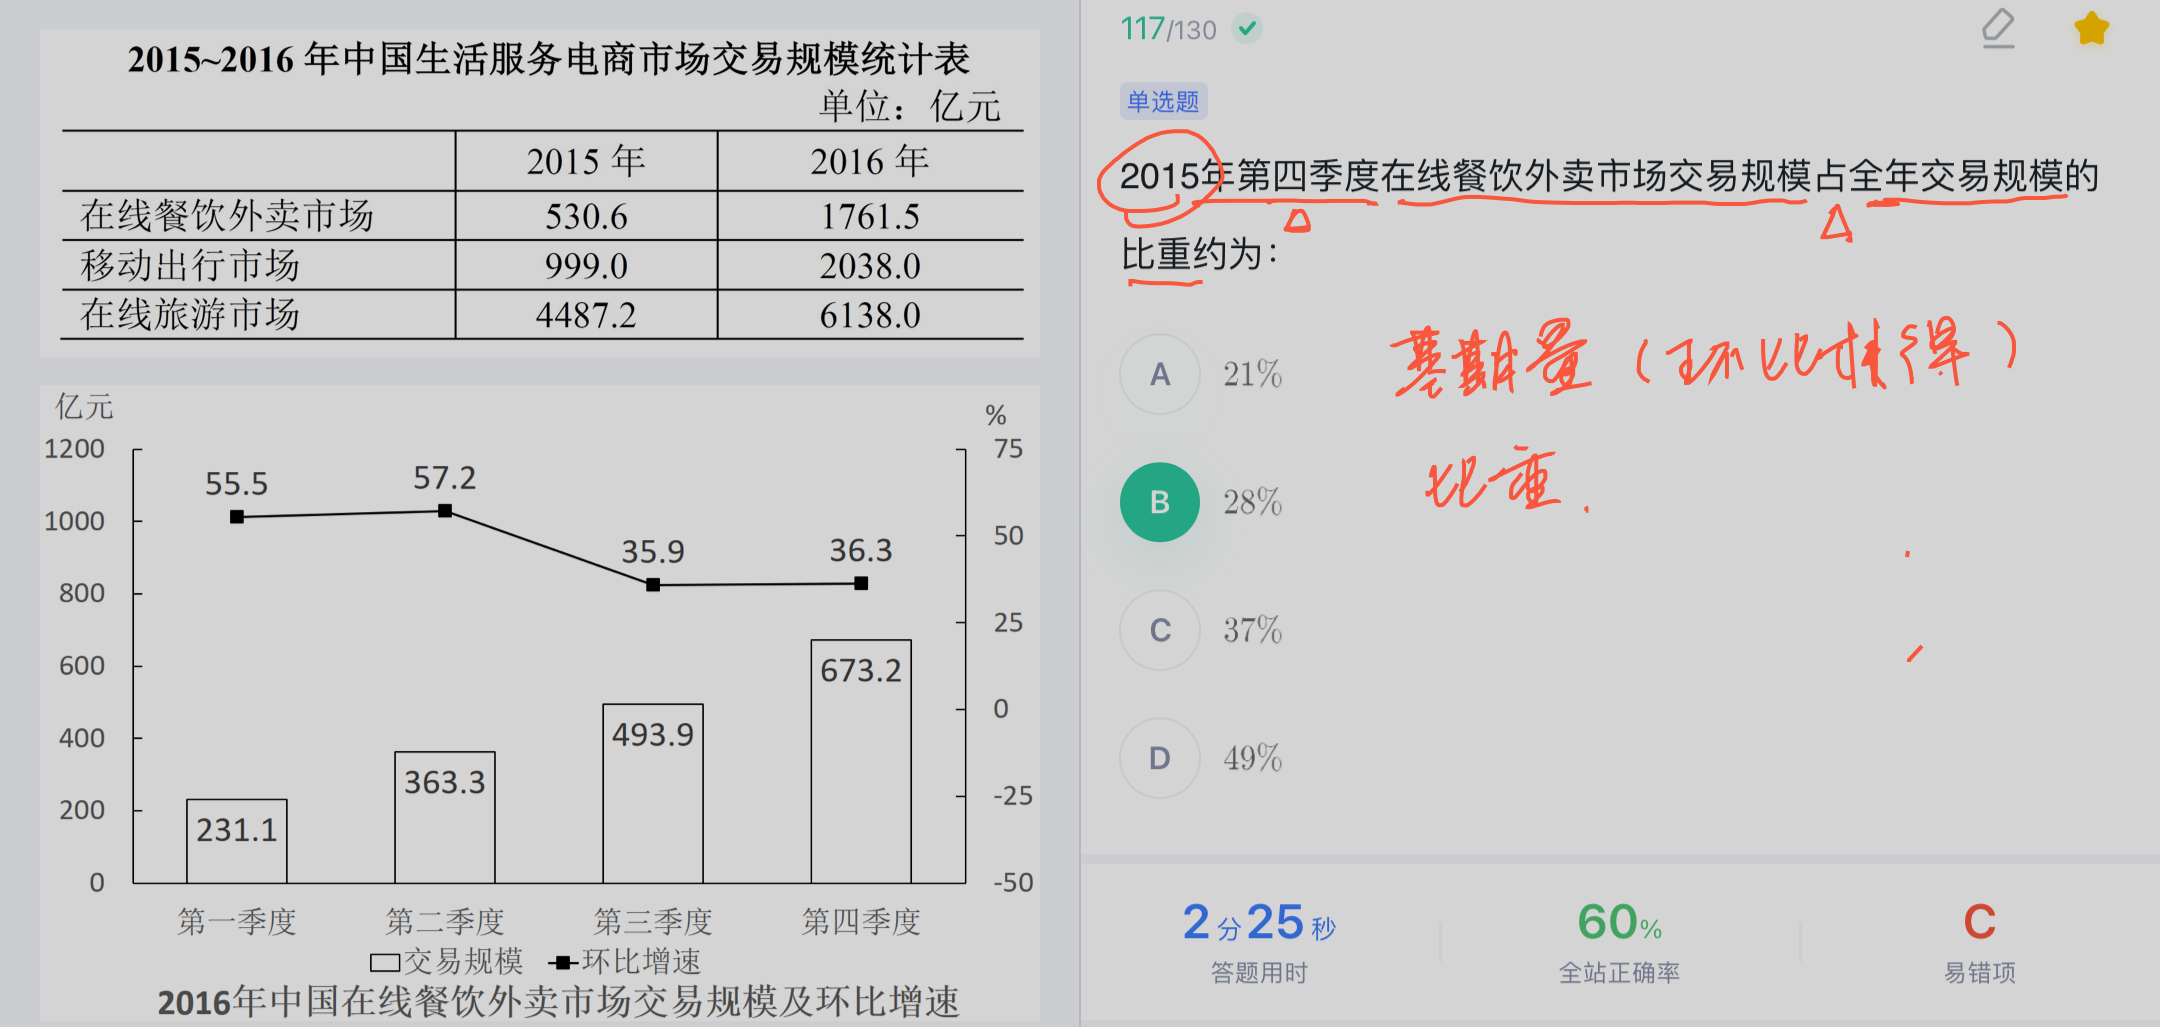 2015~2016 年中国生活服务电商市场交易规模统计表
单位：亿元
2015 年 2016 年
在线餐饮外卖市场 530.6 1761.5
移动出行市场 999.0 2038.0
在线旅游市场 4487.2 6138.0
亿元 %
1200 75
1000 50
800 25
600 0
400 -25
200 -50
0
55.5 57.2 35.9 36.3
231.1 363.3 493.9 673.2
第一季度 第二季度 第三季度 第四季度
交易规模 环比增速
2016年中国在线餐饮外卖市场交易规模及环比增速
117/130
单选题
2015年第四季度在线餐饮外卖市场交易规模占全年交易规模的
比重约为：
基期量（环比推得）
比重.
A 21%
B 28%
C 37%
D 49%
2分25秒 60% C
答题用时 全站正确率 易错项